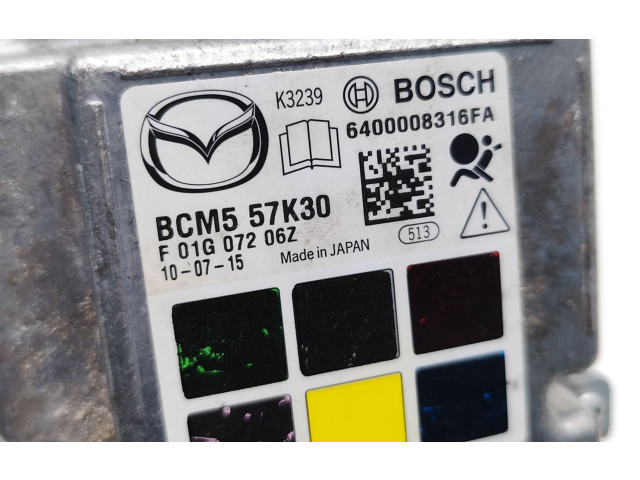 K3239 BOSCH
6400008316FA
BCM5 57K30
F 01G 072 06Z
10-07-15 Made in JAPAN 513